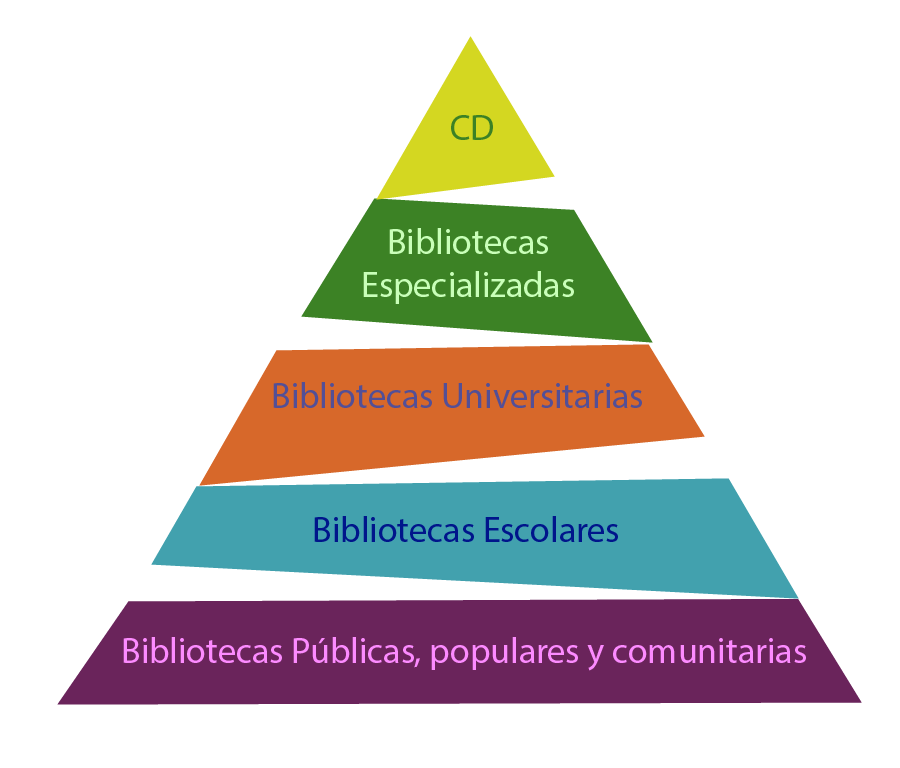 CD
Bibliotecas
Especializadas
Bibliotecas Universitarias
Bibliotecas Escolares
Bibliotecas Públicas, populares y comunitarias